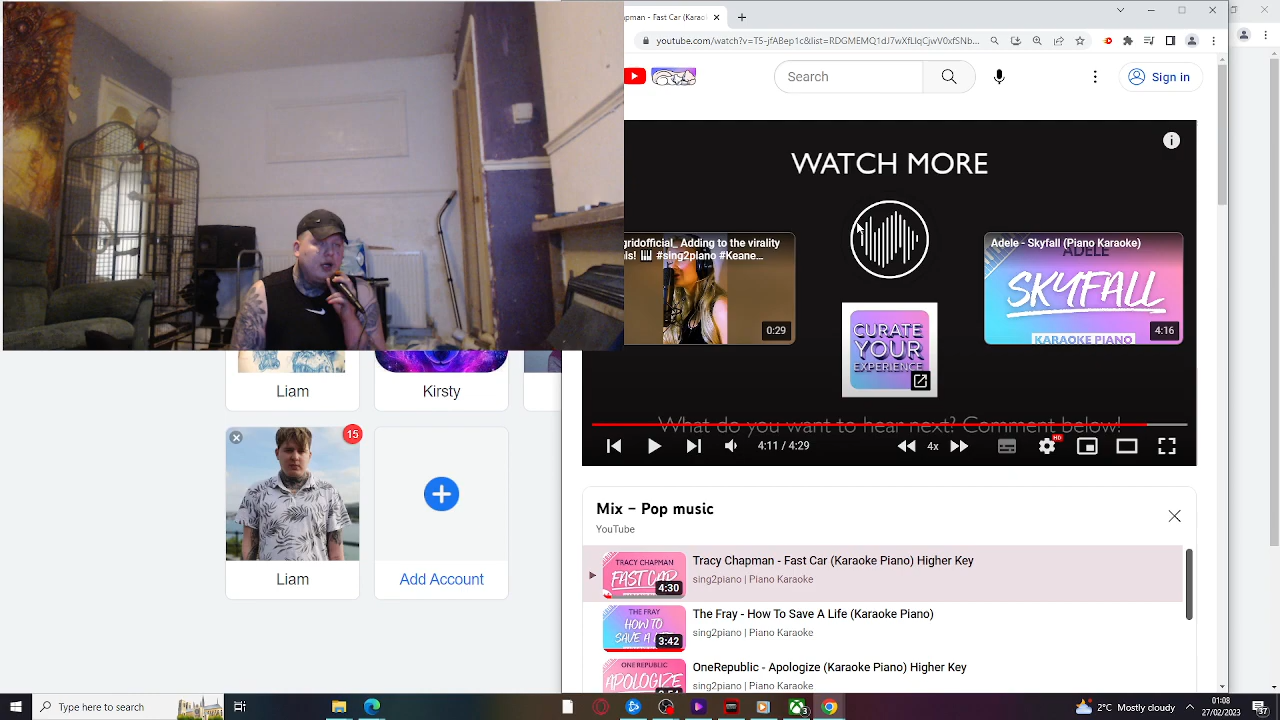 pop - Fast Car (Kar
youtube.com/watch?v=T5-jfABep1c&list=RDGMEMQ1dJ7wXfLlqCjwV0xfSNb...
Search
Sign in
WATCH MORE
gridofficial_ Adding to the virality
ls! #sing2piano #Keane...
0:29
CURATE
YOUR
EXPERIENCE
Adele - Skyfall (Piano Karaoke)
ADELE
SKYFALL
KARAOKE PIANO
4:16
What do you want to hear next? Comment below!
4:11 / 4:29
4x
HD
Mix - Pop music
YouTube
TRACY CHAPMAN
FAST CAR
4:30
Tracy Chapman - Fast Car (Karaoke Piano) Higher Key
sing2piano | Piano Karaoke
THE FRAY
HOW TO
SAVE A
3:42
The Fray - How To Save A Life (Karaoke Piano)
sing2piano | Piano Karaoke
ONEREPUBLIC
APOLOGIZE
OneRepublic - Apologize (Karaoke Piano) Higher Key
sing2piano | Piano Karaoke
Liam
Kirsty
15
Liam
Add Account
Type here to search
2°C Mostly cloudy
01:08
27/02/2023